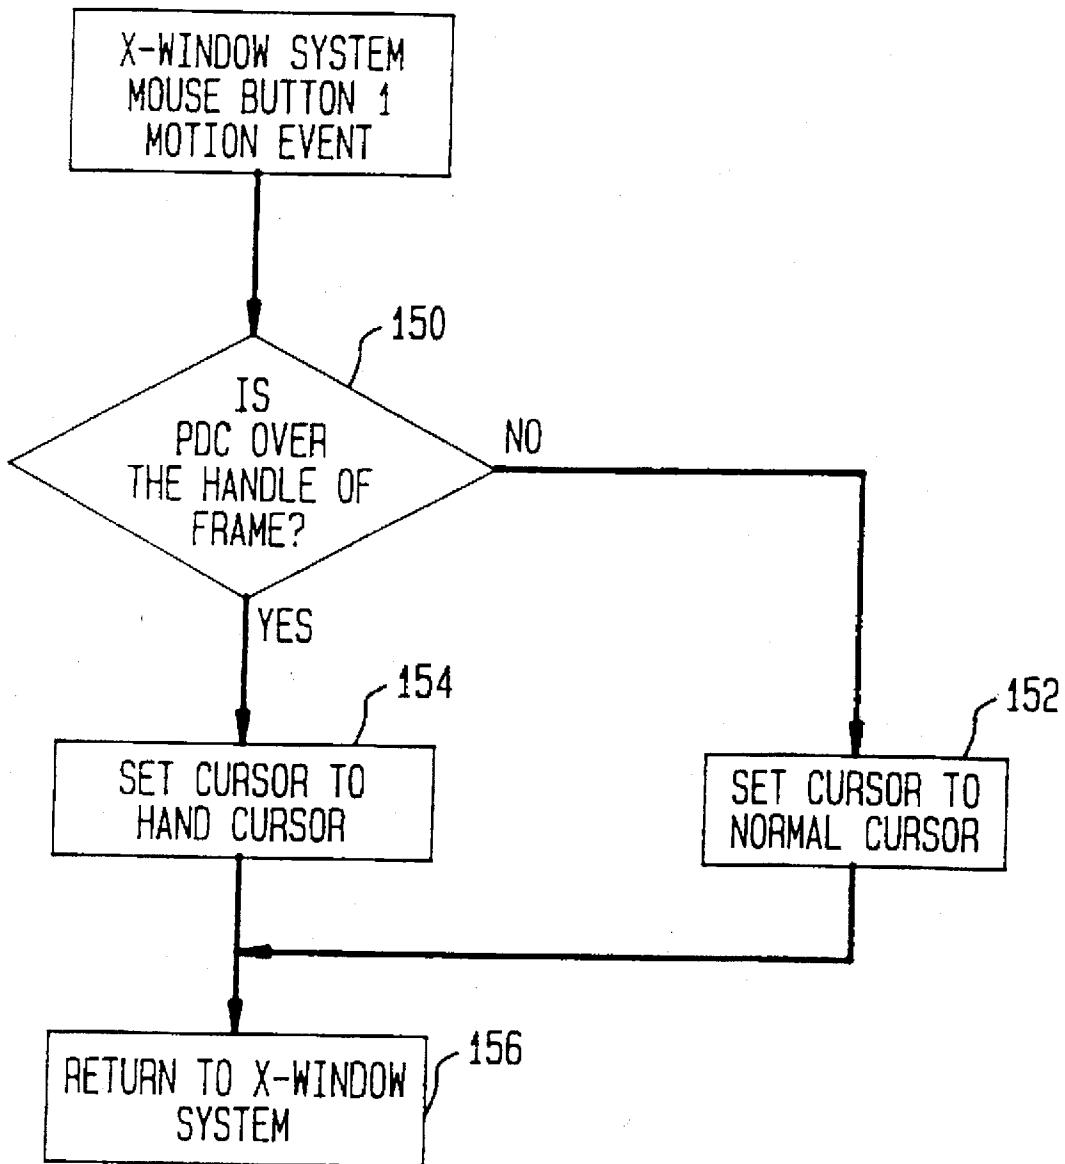 X-WINDOW SYSTEM
MOUSE BUTTON 1
MOTION EVENT
150
IS
PDC OVER
THE HANDLE OF
FRAME?
NO
YES
154
SET CURSOR TO
HAND CURSOR
152
SET CURSOR TO
NORMAL CURSOR
156
RETURN TO X-WINDOW
SYSTEM